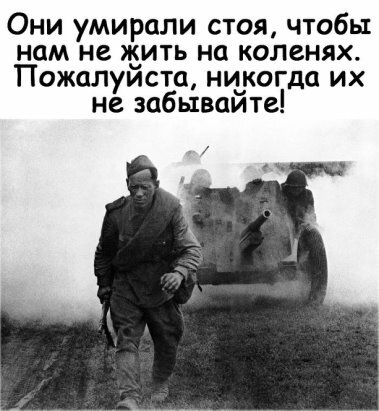 Они умирали стоя, чтобы
нам не жить на коленях.
Пожалуйста, никогда их
не забывайте!